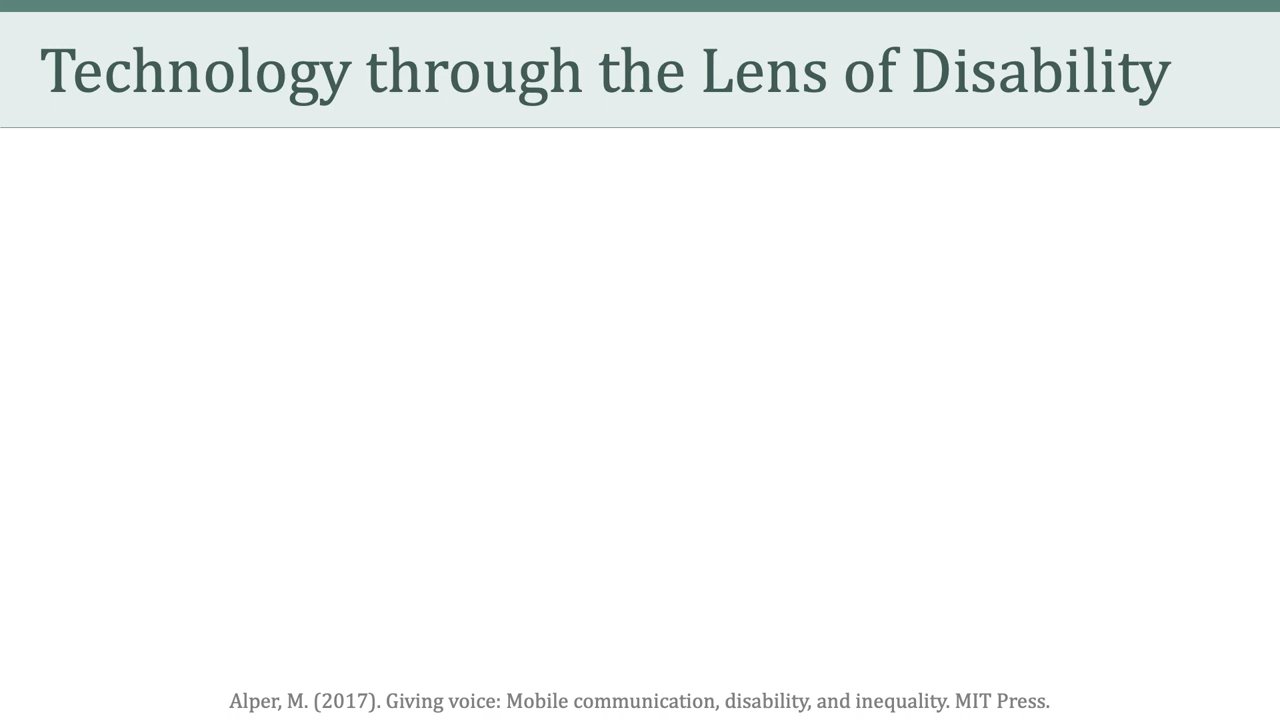 Technology through the Lens of Disability
Alper, M. (2017). Giving voice: Mobile communication, disability, and inequality. MIT Press.